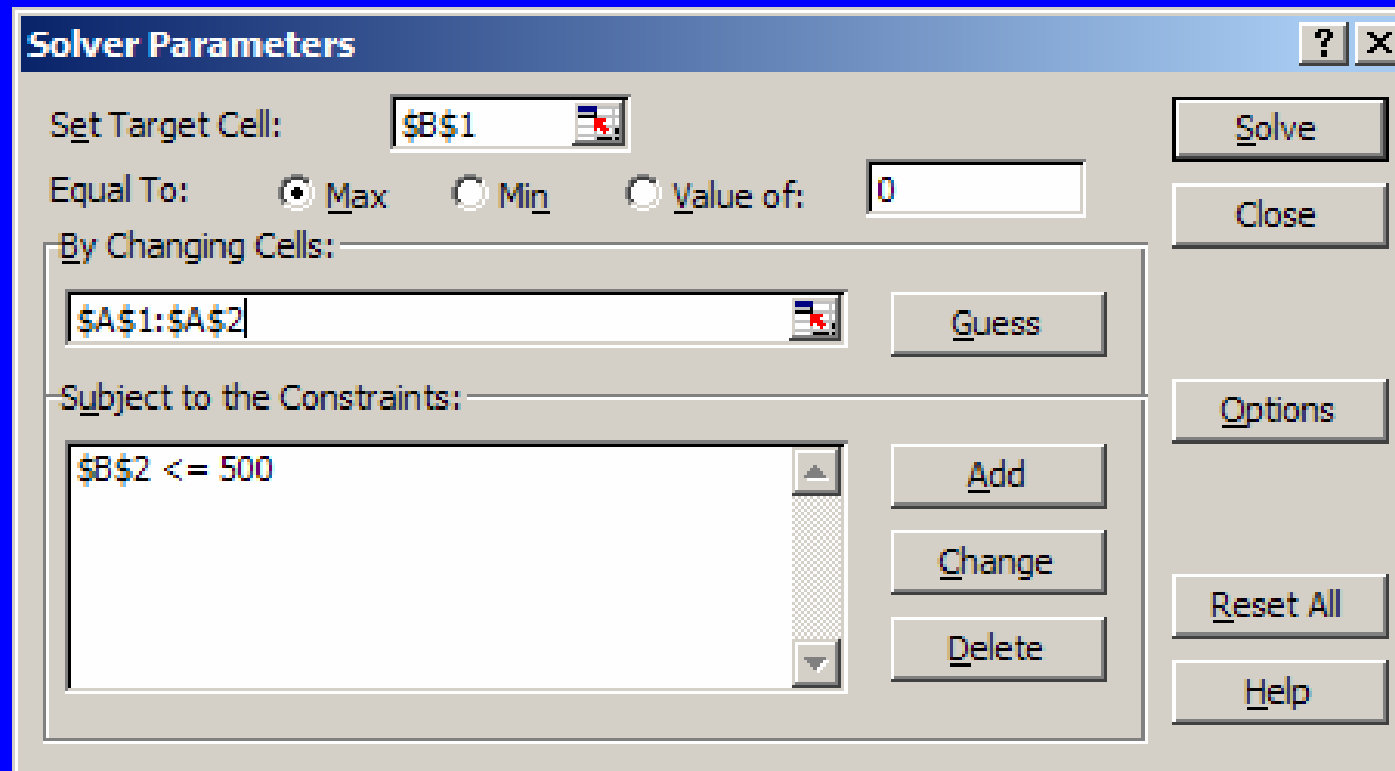 Solver Parameters
Set Target Cell: $B$1 Solve
Equal To: Max Min Value of: 0
Close
By Changing Cells:
$A$1:$A$2 Guess
Subject to the Constraints:
Options
$B$2 <= 500 Add
Change
Reset All
Delete
Help